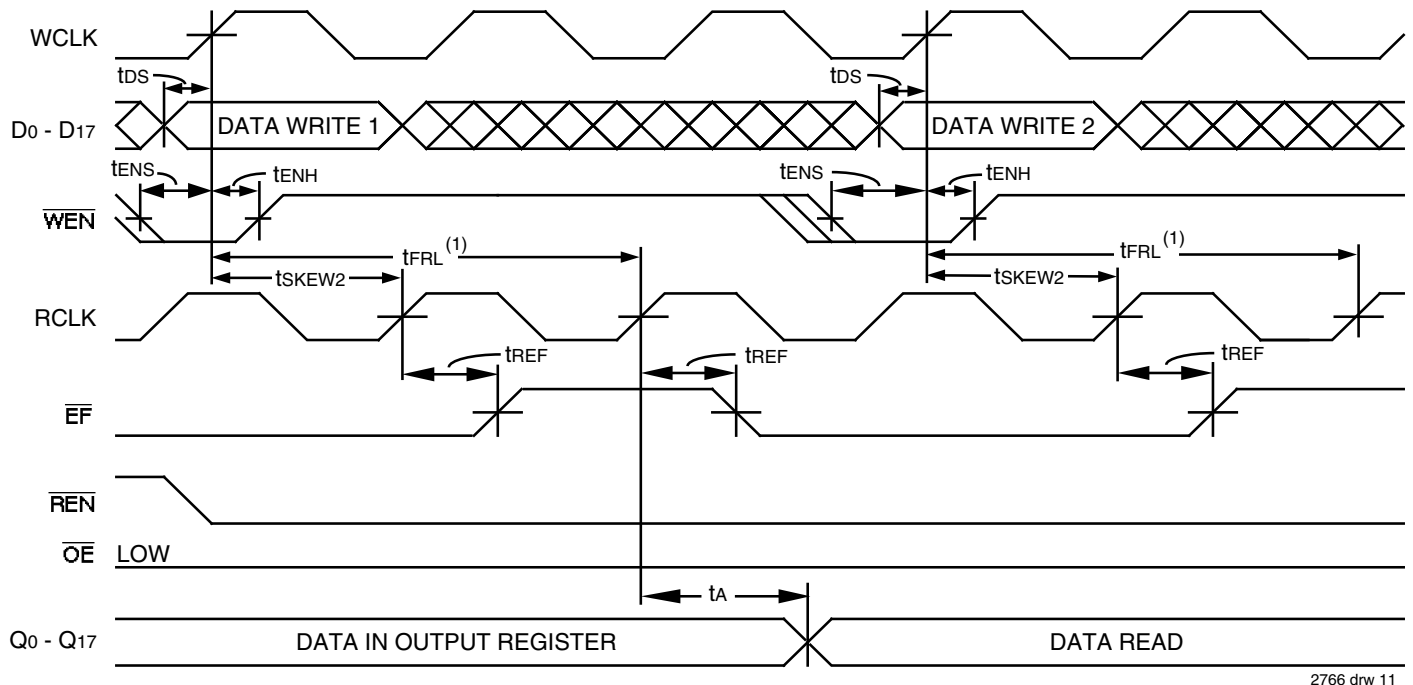 WCLK
tDS tDS
D0 - D17 DATA WRITE 1 DATA WRITE 2
tENS tENH tENS tENH
WEN
tFRL(1) tFRL(1)
tSKEW2 tSKEW2
RCLK
tREF tREF tREF
EF
REN
OE LOW
tA
Q0 - Q17 DATA IN OUTPUT REGISTER DATA READ
2766 drw 11